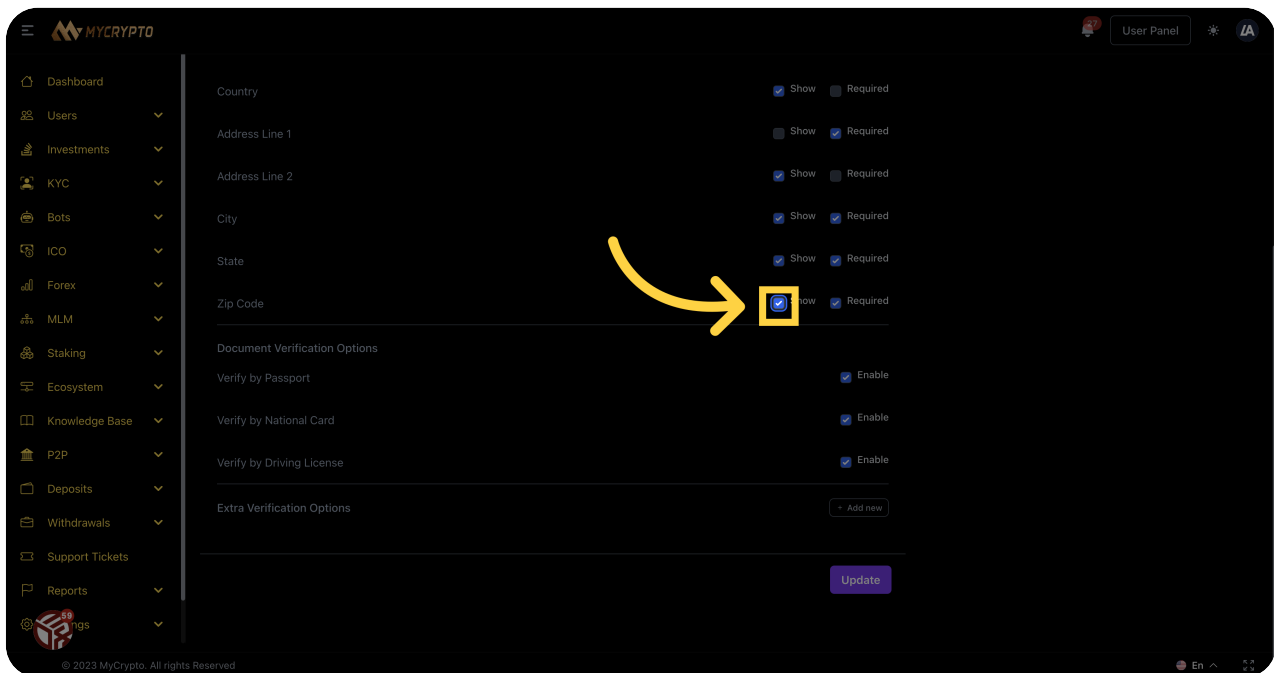 MYCRYPTO
27
User Panel
Dashboard
Users
Investments
KYC
Bots
ICO
Forex
MLM
Staking
Ecosystem
Knowledge Base
P2P
Deposits
Withdrawals
Support Tickets
Reports
59
Country Show Required
Address Line 1 Show Required
Address Line 2 Show Required
City Show Required
State Show Required
Zip Code Show Required
Document Verification Options
Verify by Passport Enable
Verify by National Card Enable
Verify by Driving License Enable
Extra Verification Options + Add new
Update
© 2023 MyCrypto. All rights Reserved
En